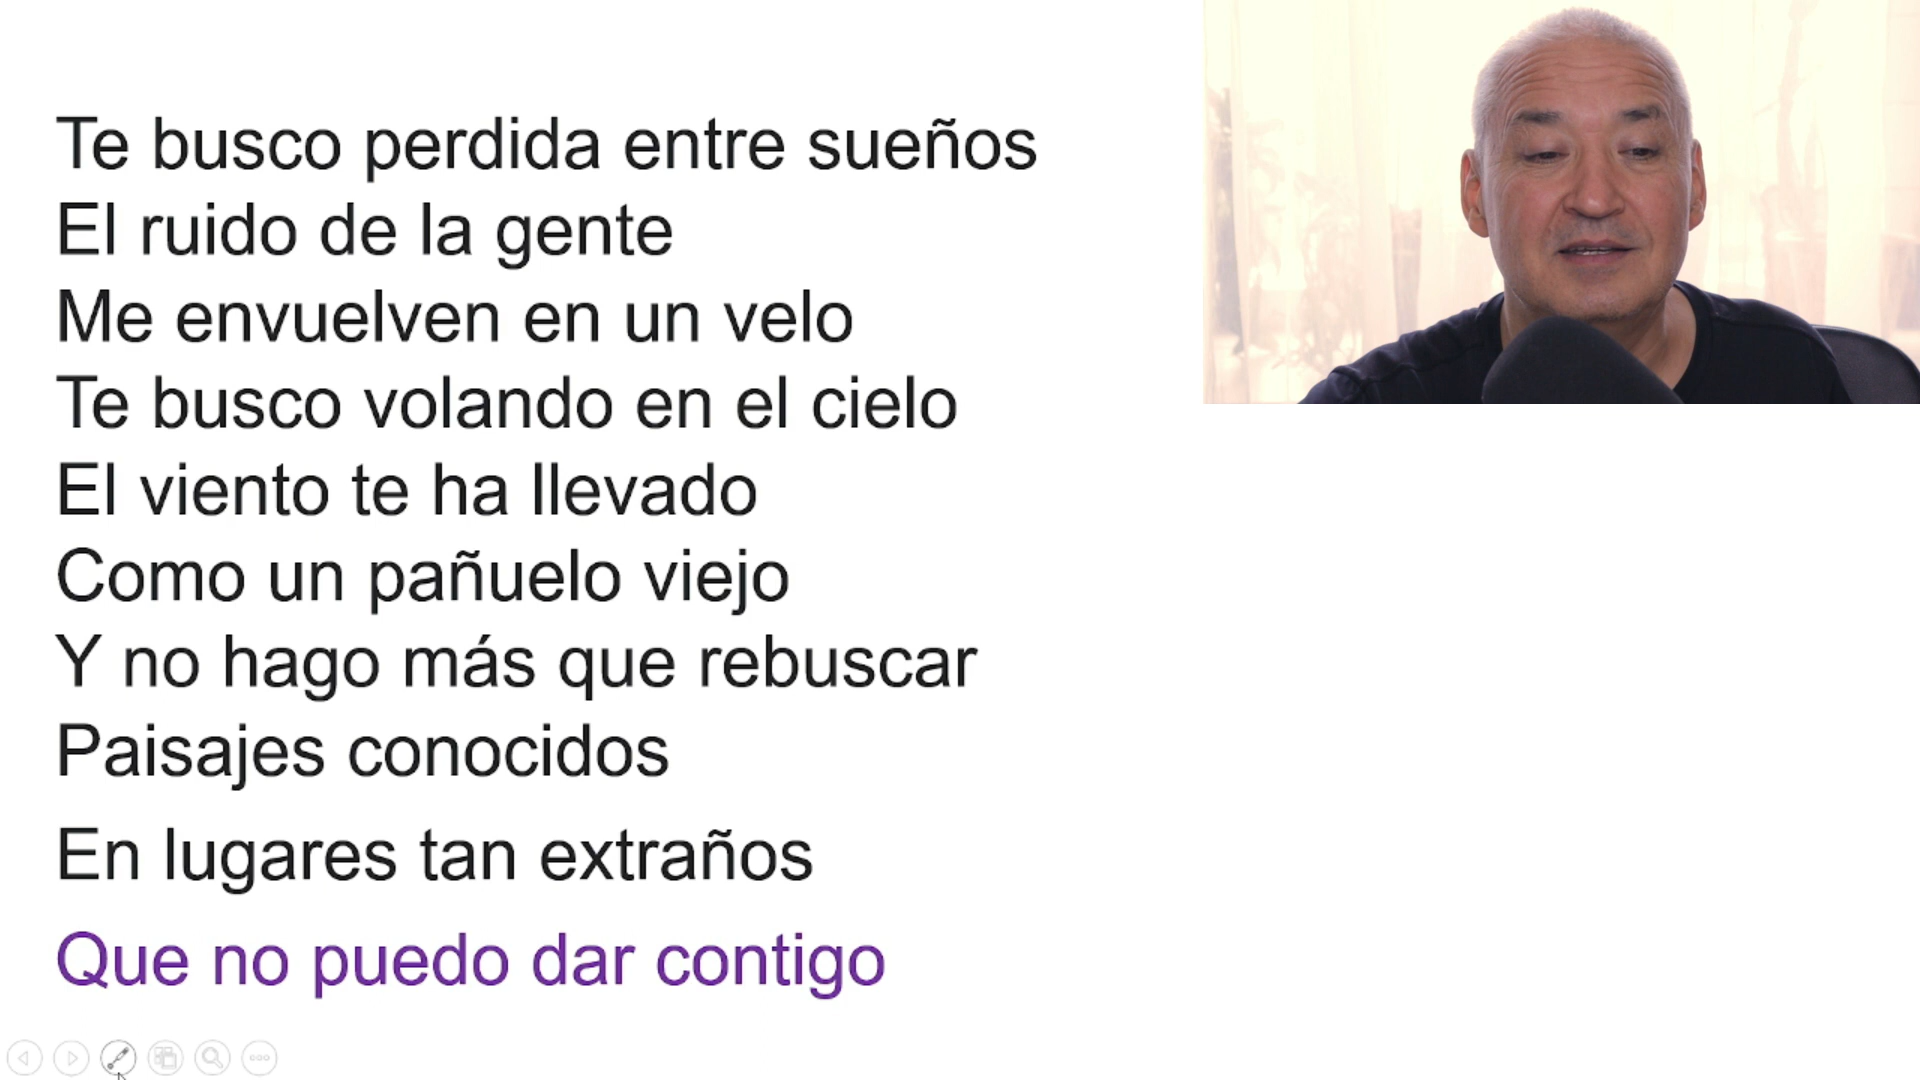 Te busco perdida entre sueños
El ruido de la gente
Me envuelven en un velo
Te busco volando en el cielo
El viento te ha llevado
Como un pañuelo viejo
Y no hago más que rebuscar
Paisajes conocidos
En lugares tan extraños
Que no puedo dar contigo